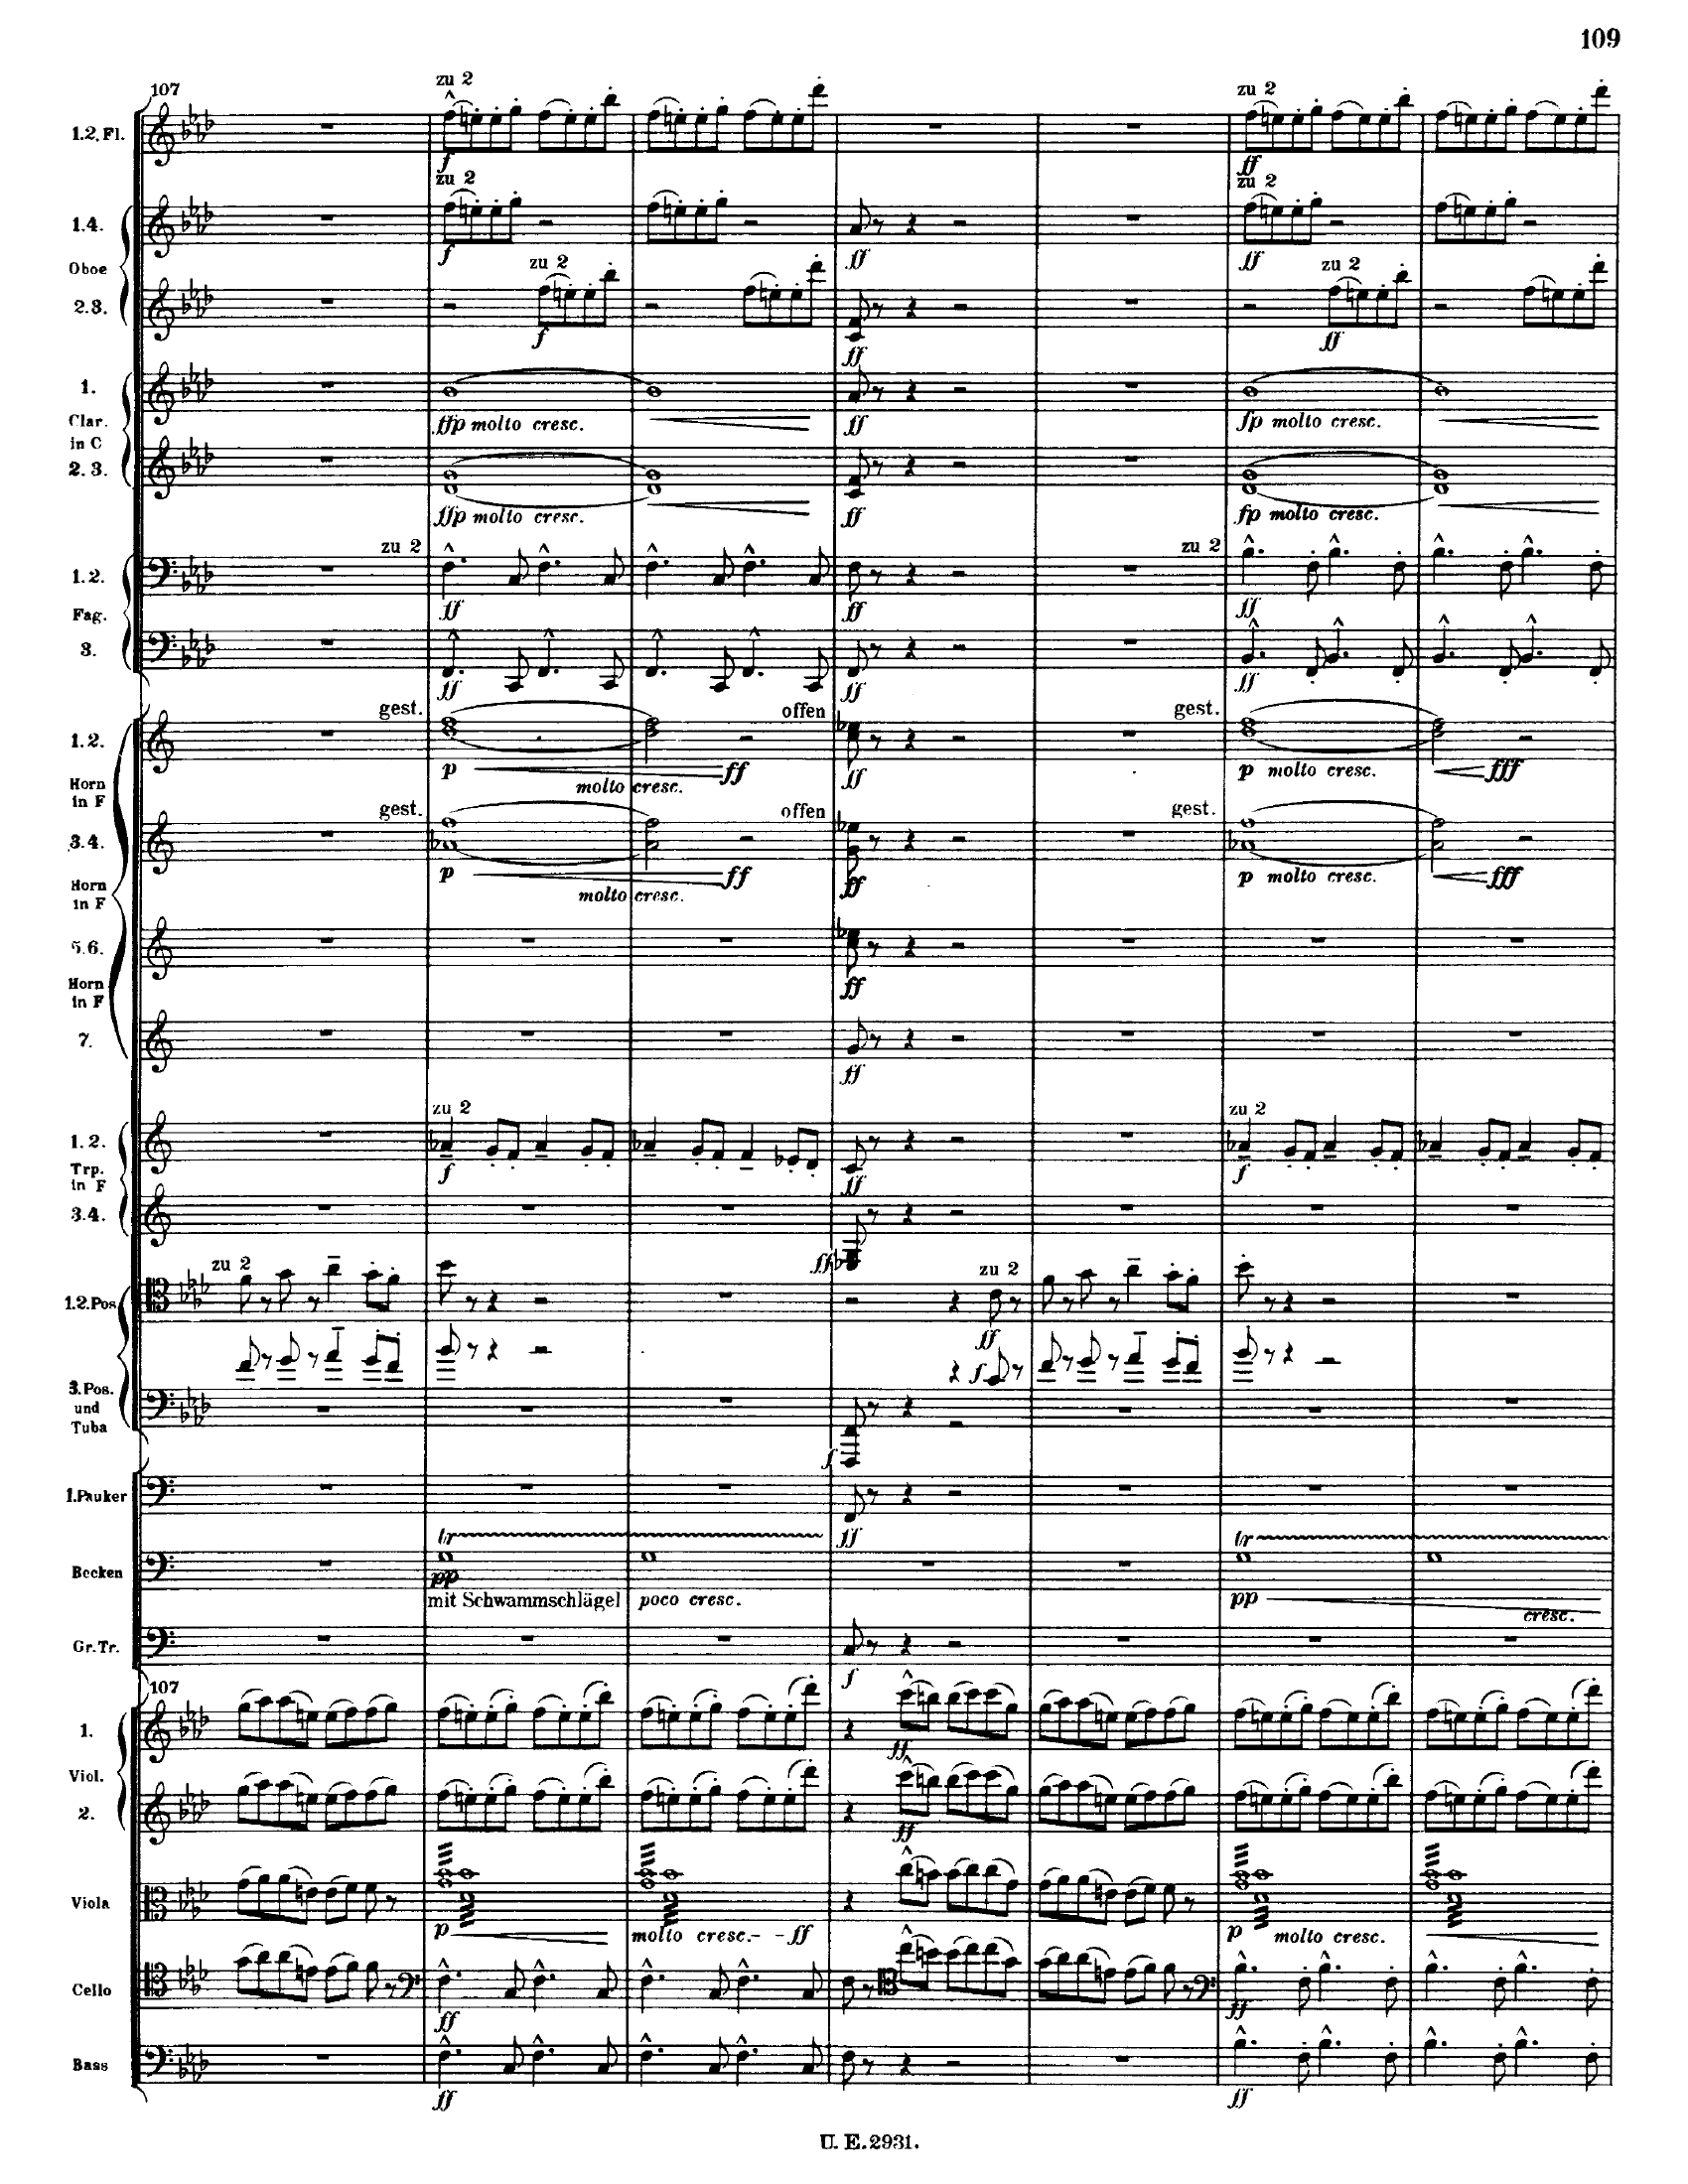 109
107
zu 2
1.2. Fl.
f
ff
zu 2
zu 2
zu 2
1.4.
f
ff
ff
Oboe
zu 2
zu 2
2.3.
f
ff
ff
1.
Clar.
in C
ffp molto cresc.
ff
fp molto cresc.
2.3.
ffp molto cresc.
ff
fp molto cresc.
zu 2
zu 2
1.2.
ff
ff
ff
Fag.
3.
ff
ff
ff
gest.
offen
gest.
1.2.
p
ff
ff
p molto cresc.
fff
molto cresc.
Horn
in F
gest.
offen
gest.
3.4.
p
ff
ff
p molto cresc.
fff
molto cresc.
Horn
in F
5.6.
ff
Horn
in F
7.
ff
zu 2
zu 2
1.2.
f
ff
f
Trp.
in F
3.4.
ff
zu 2
zu 2
1.2.Pos.
ff
f
3.Pos.
und
Tuba
f
1.Pauker
ff
tr
tr
Becken
pp
pp
mit Schwammschlägel
poco cresc.
cresc.
Gr.Tr.
f
107
1.
ff
Viol.
2.
ff
Viola
p
molto cresc.
ff
p
molto cresc.
Cello
ff
ff
Bass
ff
ff
U. E. 2931.